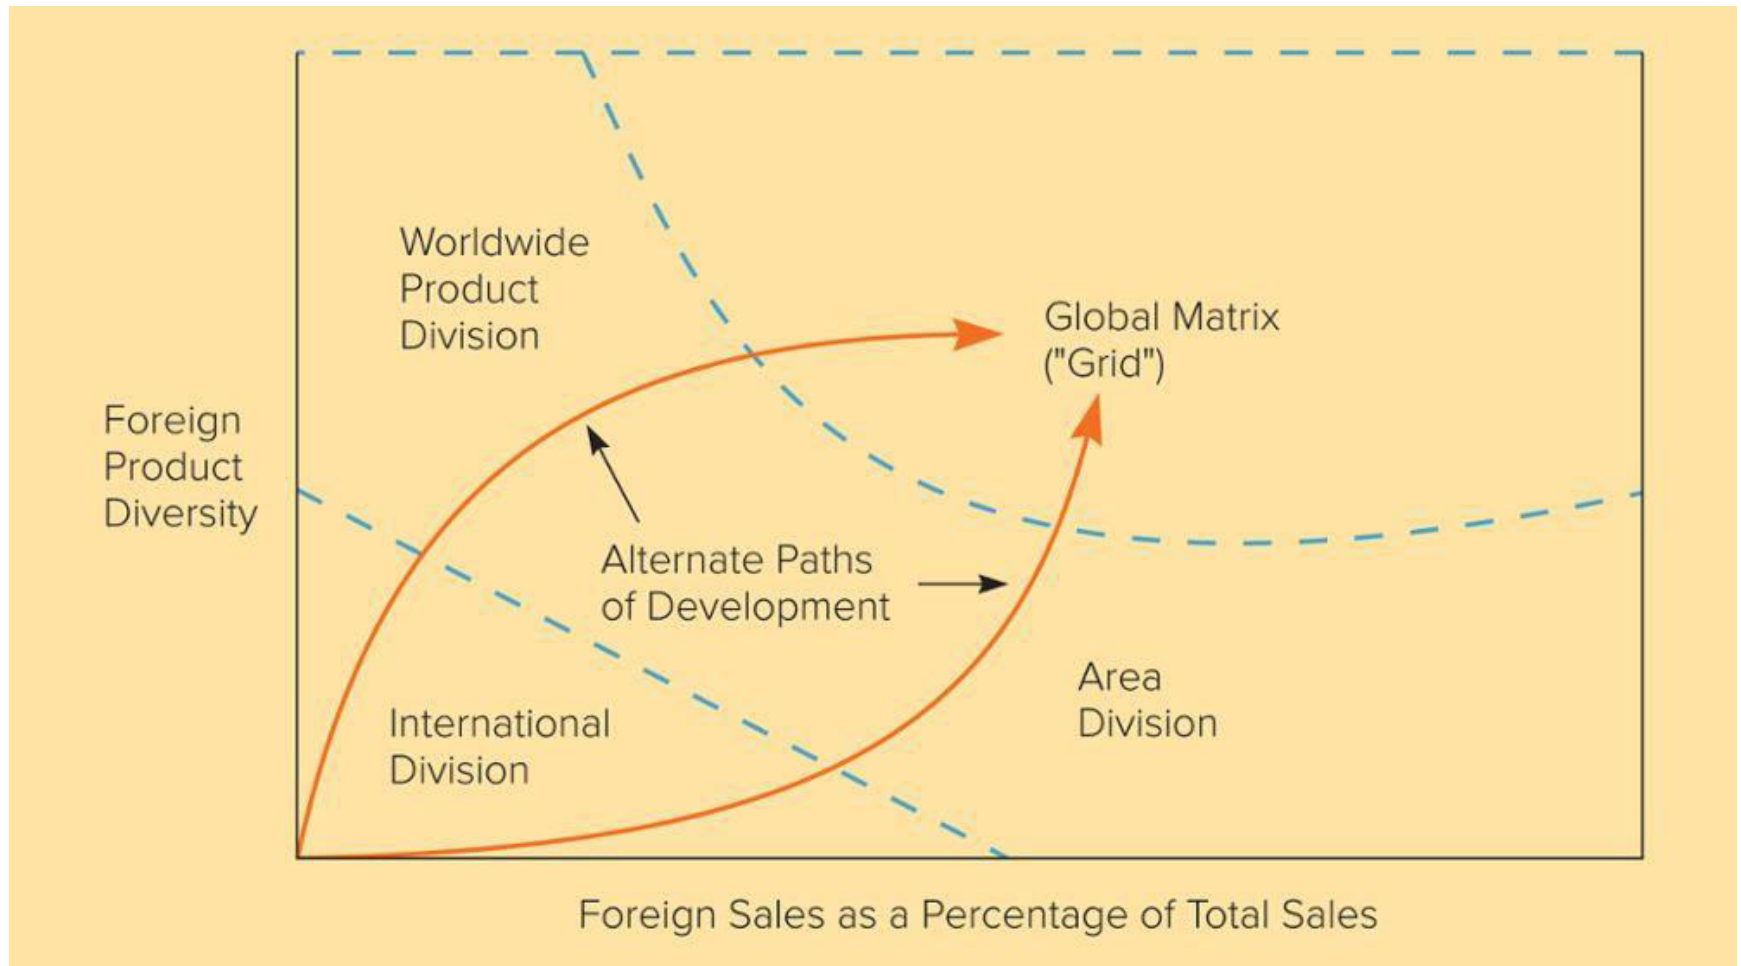 Worldwide
Product
Division
Global Matrix
("Grid")
Foreign
Product
Diversity
Alternate Paths
of Development
International
Division
Area
Division
Foreign Sales as a Percentage of Total Sales